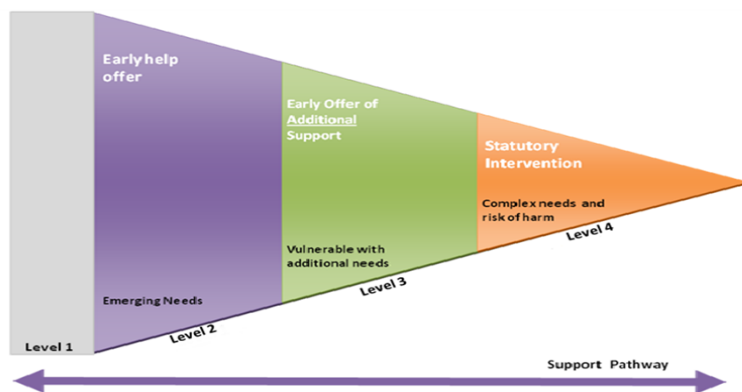 Early help
offer
Early Offer of
Additional
Support
Statutory
Intervention
Complex needs and
risk of harm
Level 4
Vulnerable with
additional needs
Level 3
Emerging Needs
Level 2
Level 1
Support Pathway